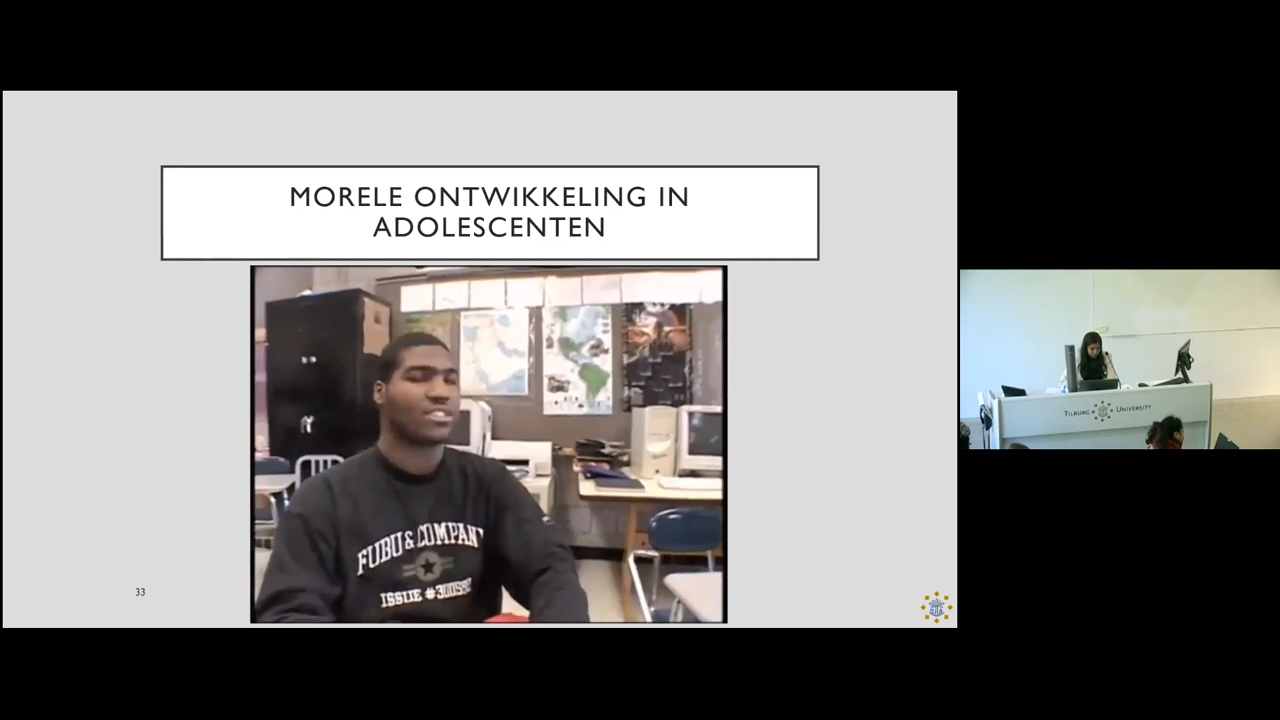 MORELE ONTWIKKELING IN
ADOLESCENTEN
FUBU & COMPANY
ISSUE #
33
TILBURG UNIVERSITY